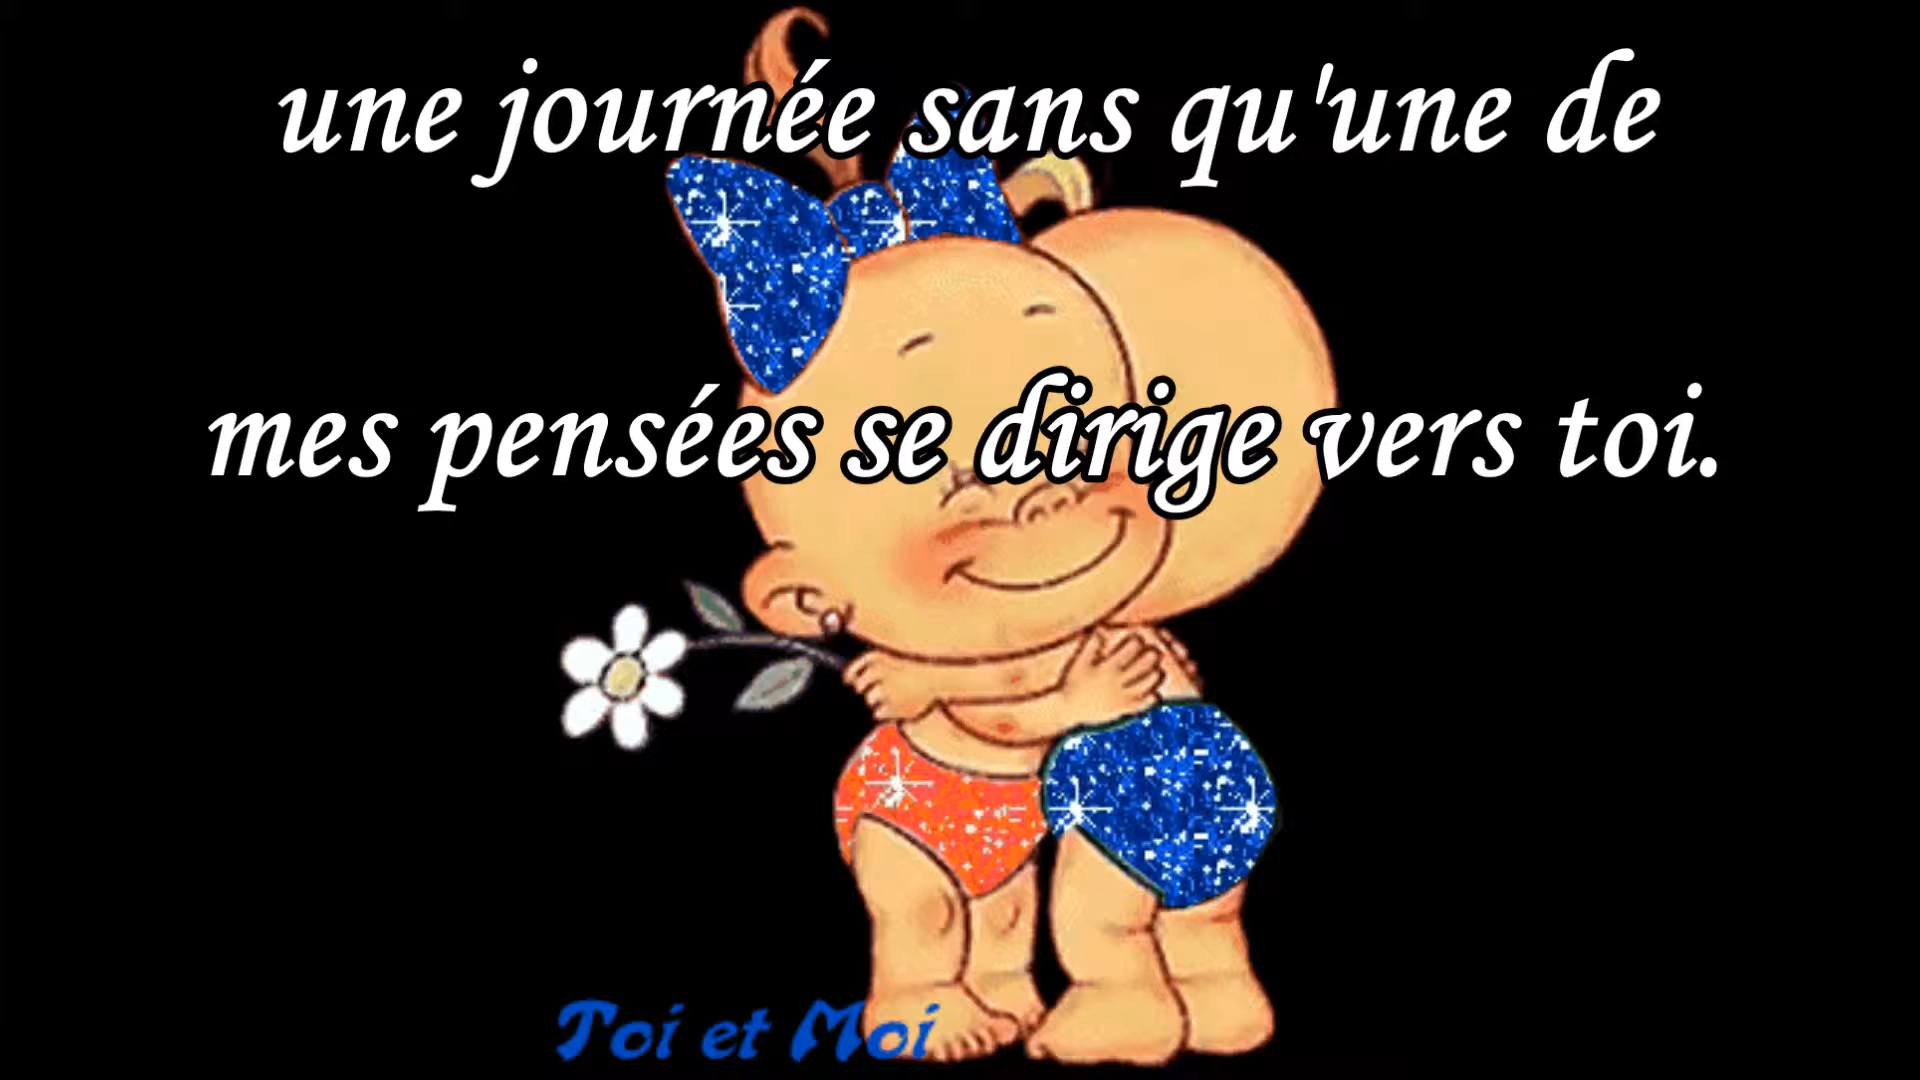 une journée sans qu'une de
mes pensées se dirige vers toi.
Toi et Moi